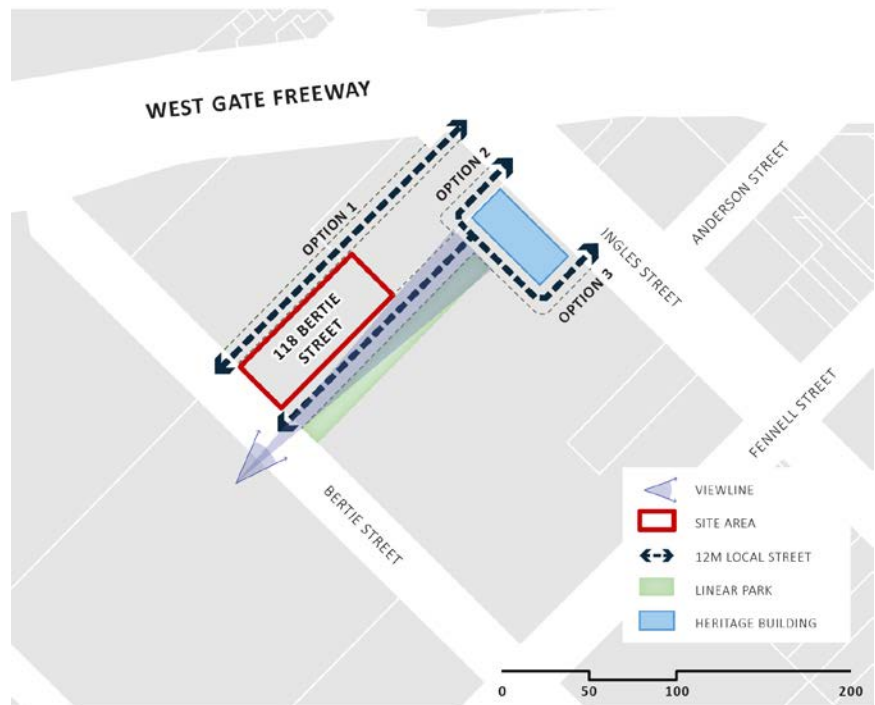 WEST GATE FREEWAY
OPTION 1
OPTION 2
118 BERTIE
STREET
OPTION 3
INGLES STREET
ANDERSON STREET
FENNELL STREET
BERTIE STREET
VIEWLINE
SITE AREA
12M LOCAL STREET
LINEAR PARK
HERITAGE BUILDING
0 50 100 200